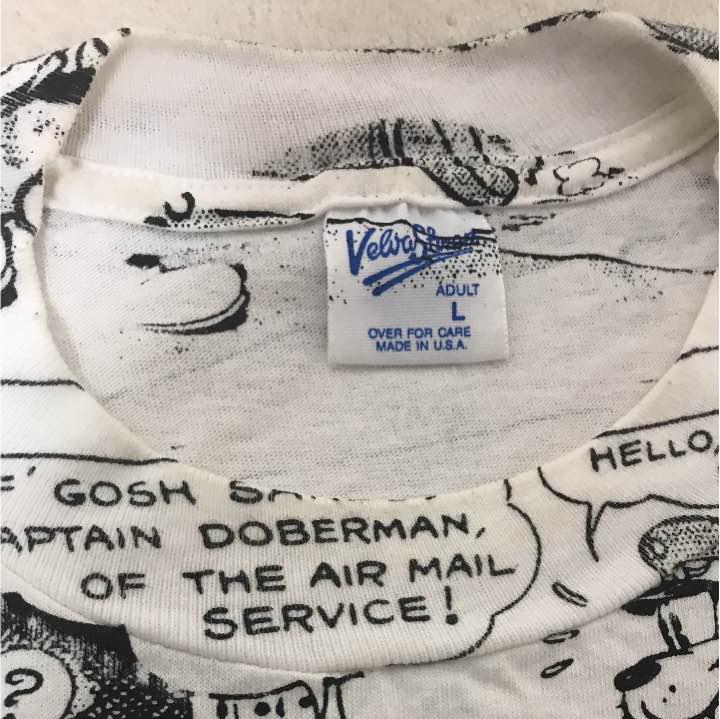 Velva Sheen
ADULT
L
OVER FOR CARE
MADE IN U.S.A.
HELLO,
' GOSH
APTAIN DOBERMAN,
OF THE AIR MAIL
SERVICE!
?